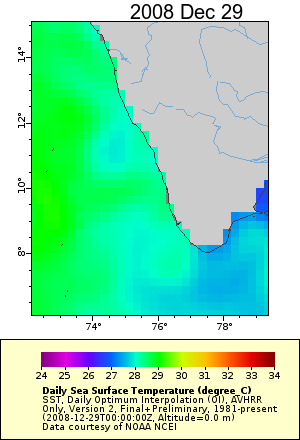 2008 Dec 29
14°
12°
10°
8°
74°
76°
78°
24 25 26 27 28 29 30 31 32 33 34
Daily Sea Surface Temperature (degree_C)
SST, Daily Optimum Interpolation (OI), AVHRR
Only, Version 2, Final+Preliminary, 1981-present
(2008-12-29T00:00:00Z, Altitude=0.0 m)
Data courtesy of NOAA NCEI